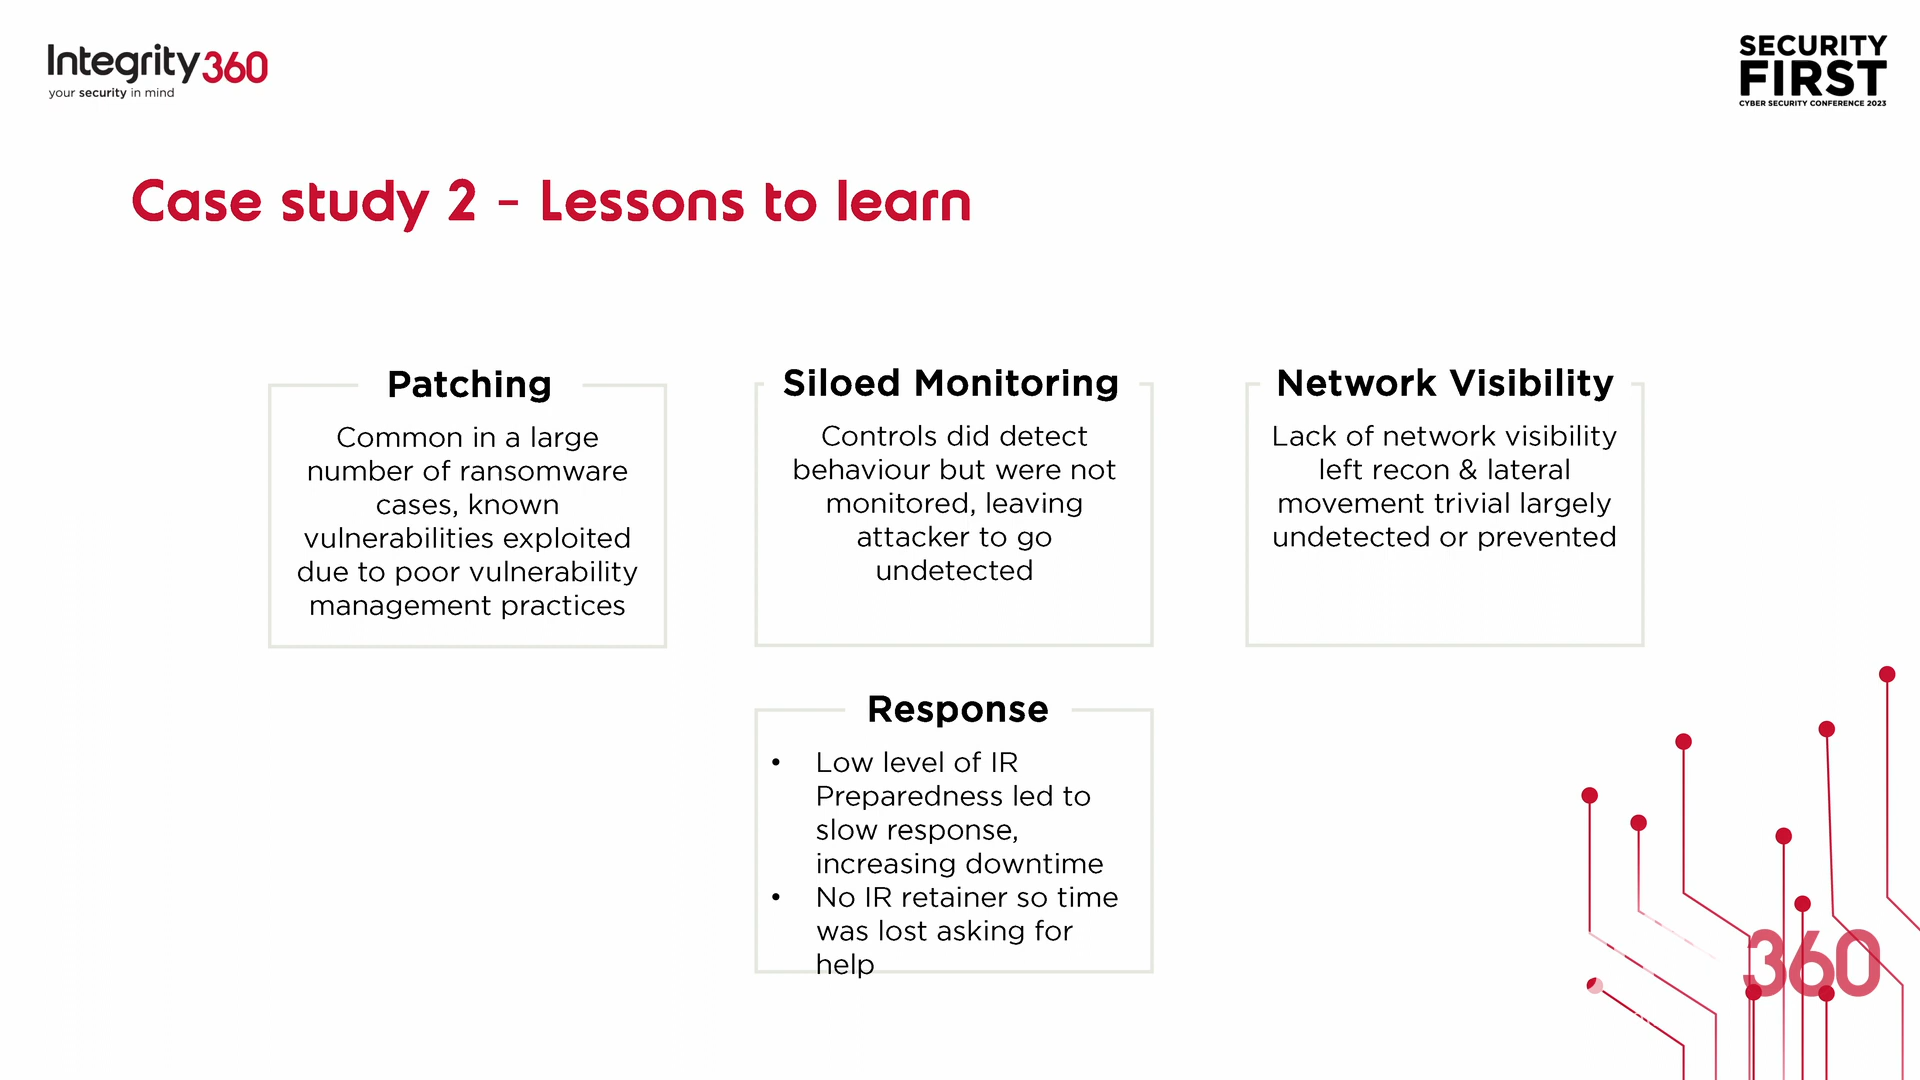 Integrity360
your security in mind
SECURITY
FIRST
CYBER SECURITY CONFERENCE 2023
Case study 2 - Lessons to learn
Patching
Common in a large
number of ransomware
cases, known
vulnerabilities exploited
due to poor vulnerability
management practices
Siloed Monitoring
Controls did detect
behaviour but were not
monitored, leaving
attacker to go
undetected
Network Visibility
Lack of network visibility
left recon & lateral
movement trivial largely
undetected or prevented
Response
• Low level of IR
Preparedness led to
slow response,
increasing downtime
• No IR retainer so time
was lost asking for
help
360